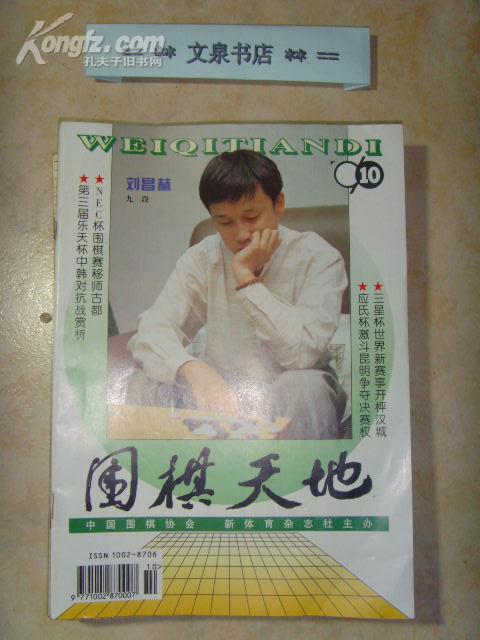 Kongfz.com
孔夫子旧书网
== ** 文泉书店 ** ==
WEIQITIANDI
96 10
刘昌赫
九段
★NEC杯围棋赛移师古都
★第三届乐天杯中韩对抗战赏析
★三星杯世界新赛事开枰汉城
★应氏杯激斗昆明争夺决赛权
围棋天地
中国围棋协会 新体育杂志社主办
ISSN 1002-8706
10>
9 771002 870007